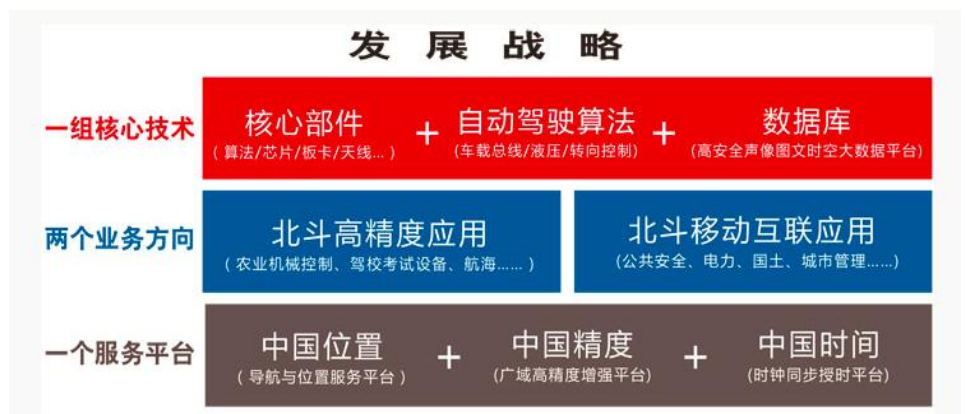 发展战略
一组核心技术
核心部件 + 自动驾驶算法 + 数据库
(算法/芯片/板卡/天线...) (车载总线/液压/转向控制) (高安全声像图文时空大数据平台)
两个业务方向
北斗高精度应用 北斗移动互联应用
(农业机械控制、驾校考试设备、航海......) (公共安全、电力、国土、城市管理......)
一个服务平台
中国位置 + 中国精度 + 中国时间
(导航与位置服务平台) (广域高精度增强平台) (时钟同步授时平台)